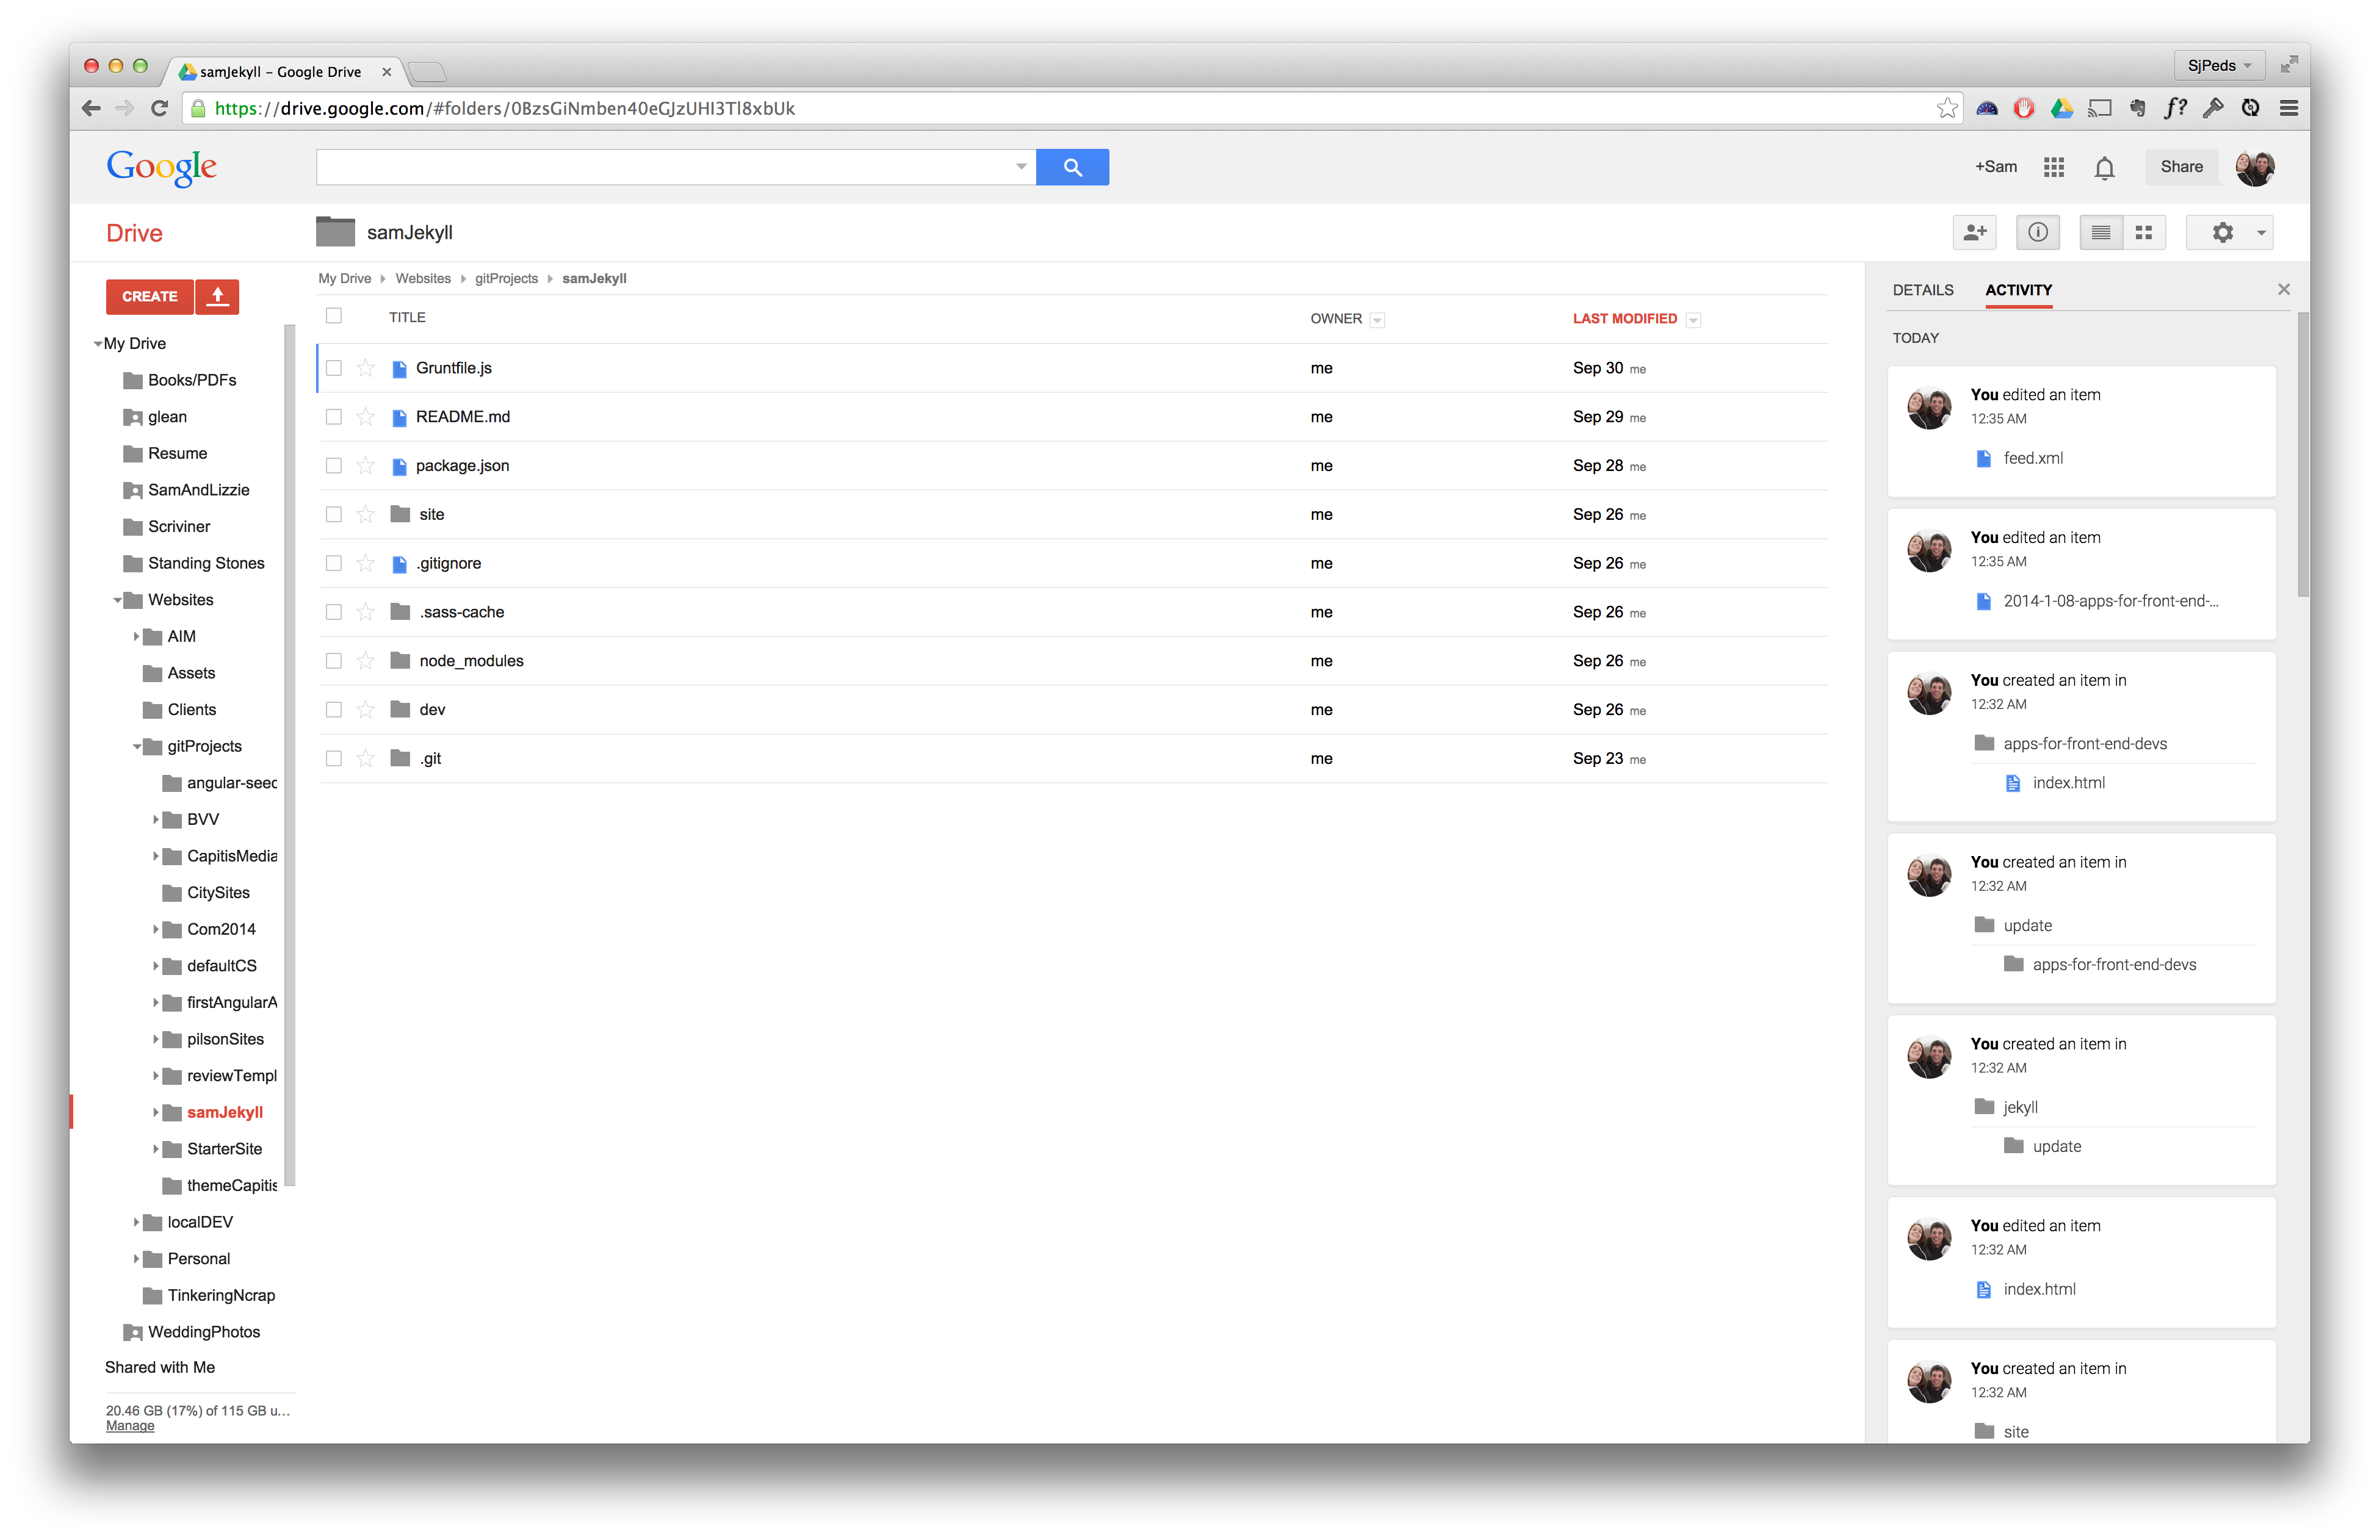 samJekyll – Google Drive
SjPeds
https://drive.google.com/#folders/0BzsGiNmben40eGJzUHI3Tl8xbUk
f?
Google
+Sam
Share
Drive
samJekyll
CREATE
My Drive
Books/PDFs
glean
Resume
SamAndLizzie
Scriviner
Standing Stones
Websites
AIM
Assets
Clients
gitProjects
angular-seed
BVV
CapitisMedia
CitySites
Com2014
defaultCS
firstAngularA
pilsonSites
reviewTempl
samJekyll
StarterSite
themeCapitis
localDEV
Personal
TinkeringNcrap
WeddingPhotos
Shared with Me
20.46 GB (17%) of 115 GB u...
Manage
My Drive Websites gitProjects samJekyll
TITLE OWNER LAST MODIFIED
Gruntfile.js me Sep 30 me
README.md me Sep 29 me
package.json me Sep 28 me
site me Sep 26 me
.gitignore me Sep 26 me
.sass-cache me Sep 26 me
node_modules me Sep 26 me
dev me Sep 26 me
.git me Sep 23 me
DETAILS ACTIVITY
TODAY
You edited an item
12:35 AM
feed.xml
You edited an item
12:35 AM
2014-1-08-apps-for-front-end-...
You created an item in
12:32 AM
apps-for-front-end-devs
index.html
You created an item in
12:32 AM
update
apps-for-front-end-devs
You created an item in
12:32 AM
jekyll
update
You edited an item
12:32 AM
index.html
You created an item in
12:32 AM
site